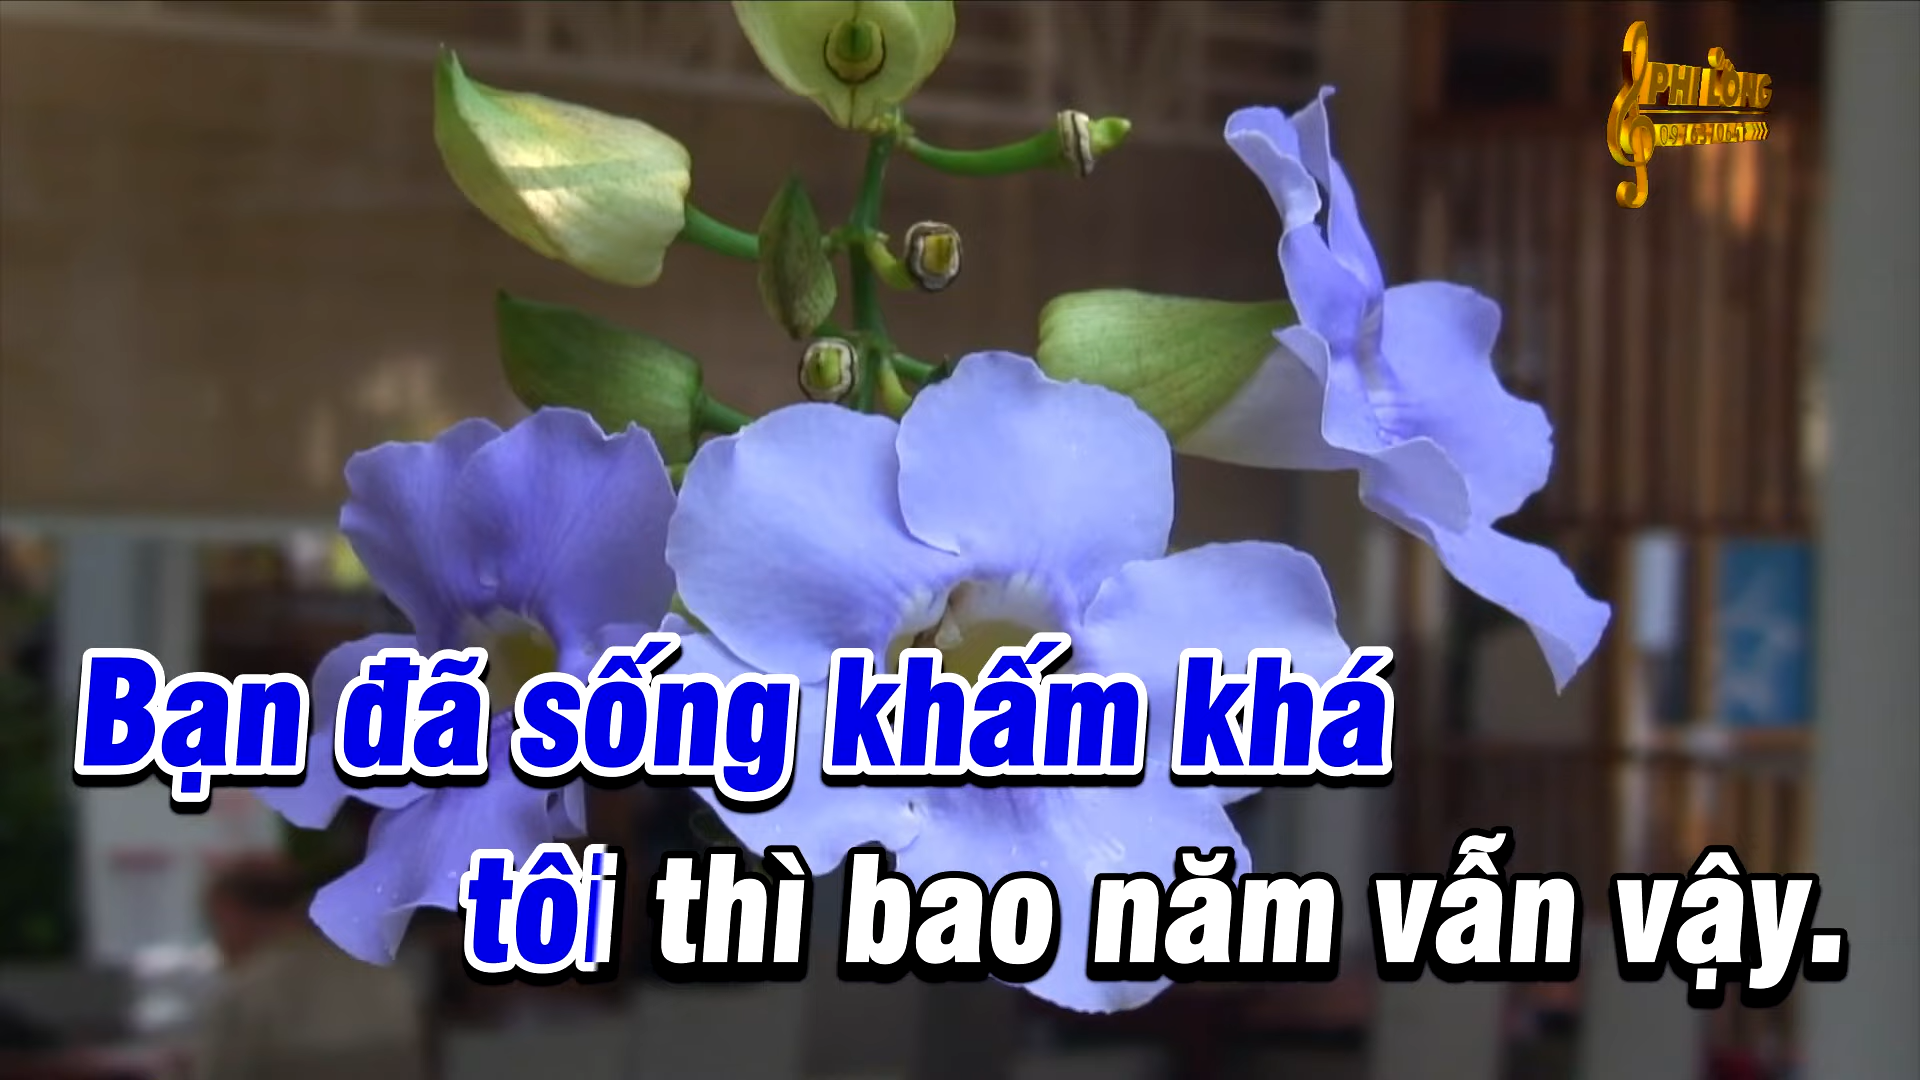 PHI LONG
Bạn đã sống khấm khá
tôi thì bao năm vẫn vậy.